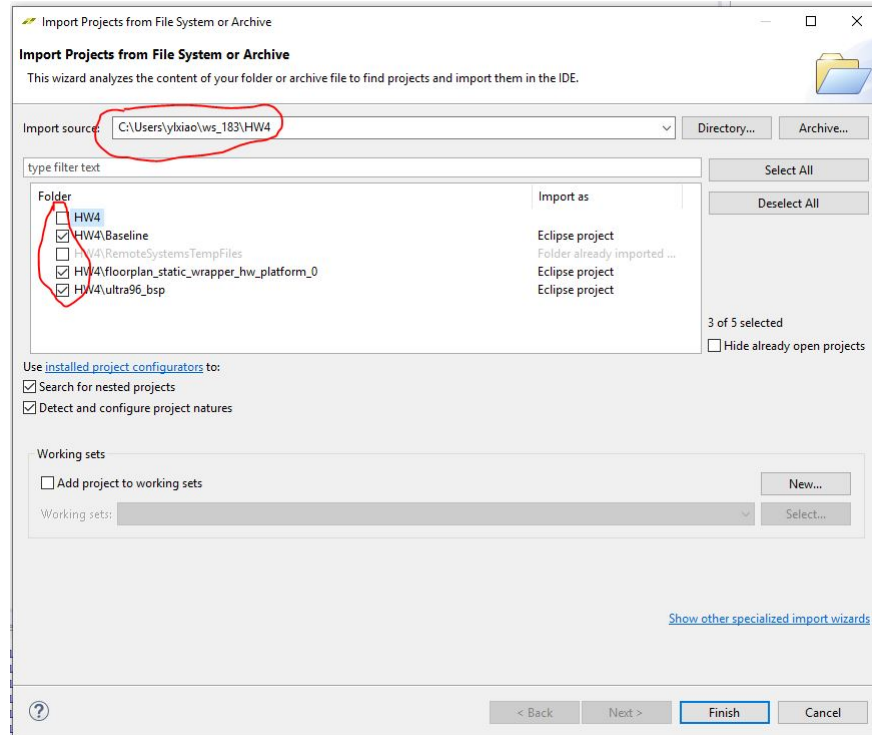 Import Projects from File System or Archive
Import Projects from File System or Archive
This wizard analyzes the content of your folder or archive file to find projects and import them in the IDE.
Import source: C:\Users\ylxiao\ws_183\HW4 Directory... Archive...
type filter text Select All
Folder Import as Deselect All
HW4
HW4\Baseline Eclipse project
HW4\RemoteSystemsTempFiles Folder already imported ...
HW4\floorplan_static_wrapper_hw_platform_0 Eclipse project
HW4\ultra96_bsp Eclipse project
3 of 5 selected
Hide already open projects
Use installed project configurators to:
Search for nested projects
Detect and configure project natures
Working sets
Add project to working sets New...
Working sets: Select...
Show other specialized import wizards
? < Back Next > Finish Cancel